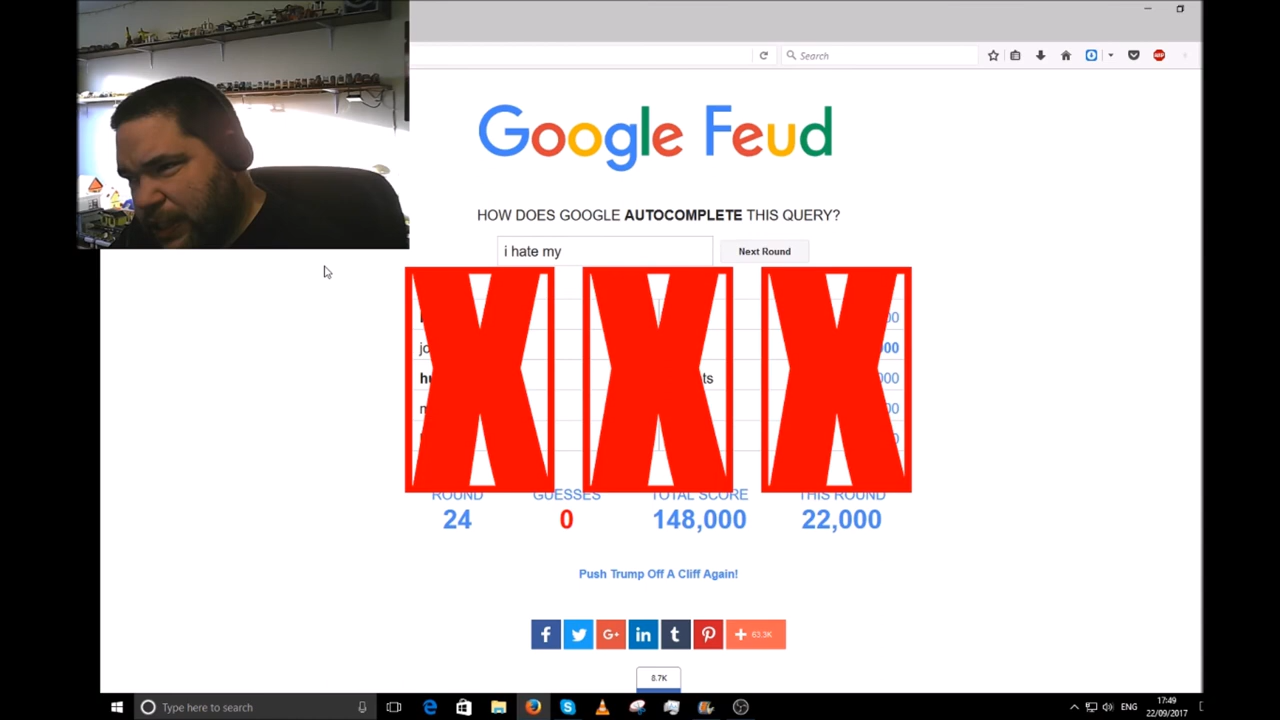 Search
Google Feud
HOW DOES GOOGLE AUTOCOMPLETE THIS QUERY?
i hate my
Next Round
X X X
ROUND GUESSES TOTAL SCORE THIS ROUND
24 0 148,000 22,000
Push Trump Off A Cliff Again!
63.3K
8.7K
Type here to search
ENG
17:49
22/09/2017